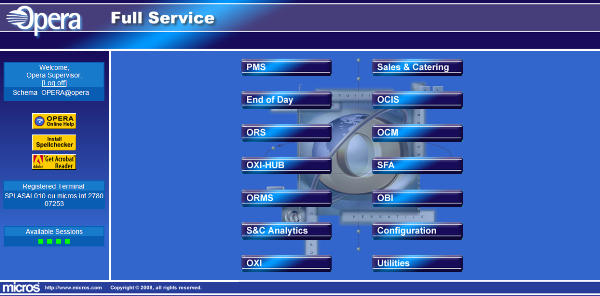 Opera
Full Service
Welcome,
Opera Supervisor.
[Log off]
Schema OPERA@opera
OPERA
Online Help
Install
Spellchecker
Get Acrobat
Reader
Adobe
Registered Terminal
SPLASAL010 eu micros int 2780
07253
Available Sessions
PMS
Sales & Catering
End of Day
OCIS
ORS
OCM
OXI-HUB
SFA
ORMS
OBI
S&C Analytics
Configuration
OXI
Utilities
micros http://www.micros.com Copyright © 2008, all rights reserved.